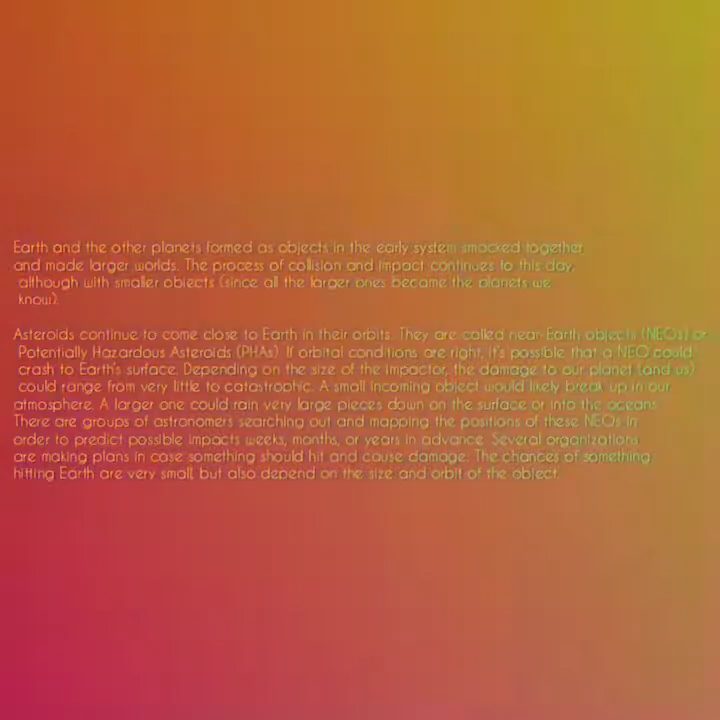 Earth and the other planets formed as objects in the early system smacked together
and made larger worlds. The process of collision and impact continues to this day,
although with smaller objects (since all the larger ones became the planets we
know).
Asteroids continue to come close to Earth in their orbits. They are called near-Earth objects (NEOs) or
Potentially Hazardous Asteroids (PHAs). If orbital conditions are right, it's possible that a NEO could
crash to Earth's surface. Depending on the size of the impactor, the damage to our planet (and us)
could range from very little to catastrophic. A small incoming object would likely break up in our
atmosphere. A larger one could rain very large pieces down on the surface or into the oceans.
There are groups of astronomers searching out and mapping the positions of these NEOs in
order to predict possible impacts weeks, months, or years in advance. Several organizations
are making plans in case something should hit and cause damage. The chances of something
hitting Earth are very small, but also depend on the size and orbit of the object.